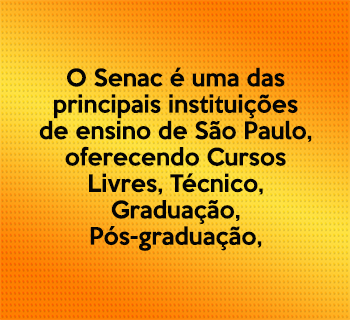 O Senac é uma das
principais instituições
de ensino de São Paulo,
oferecendo Cursos
Livres, Técnico,
Graduação,
Pós-graduação,